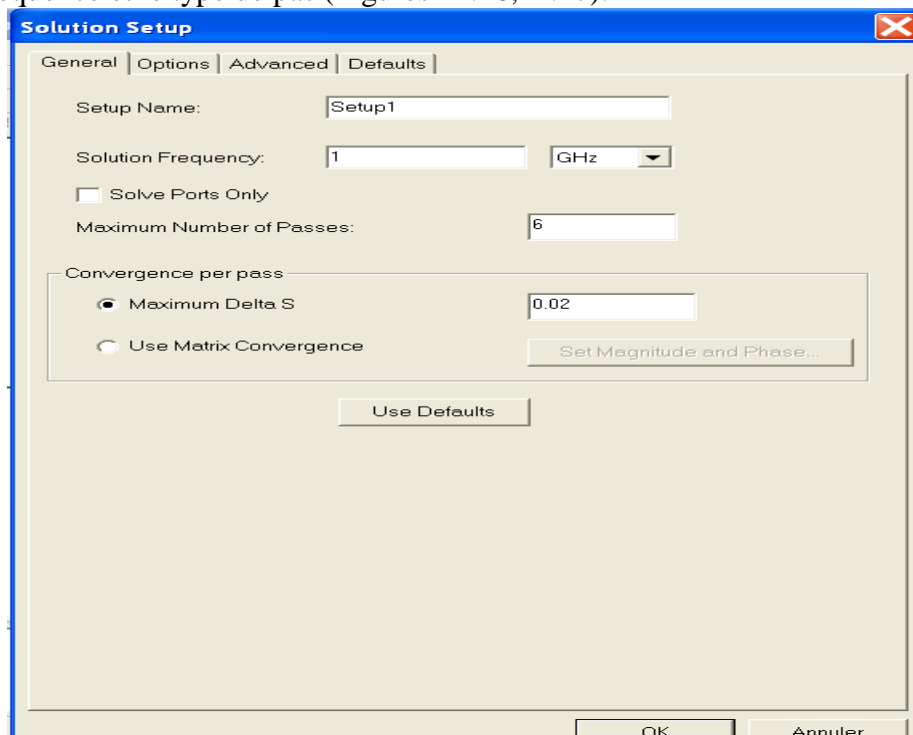 Solution Setup
General Options Advanced Defaults
Setup Name: Setup1
Solution Frequency: 1 GHz
Solve Ports Only
Maximum Number of Passes: 6
Convergence per pass
Maximum Delta S 0.02
Use Matrix Convergence Set Magnitude and Phase...
Use Defaults
OK Annuler